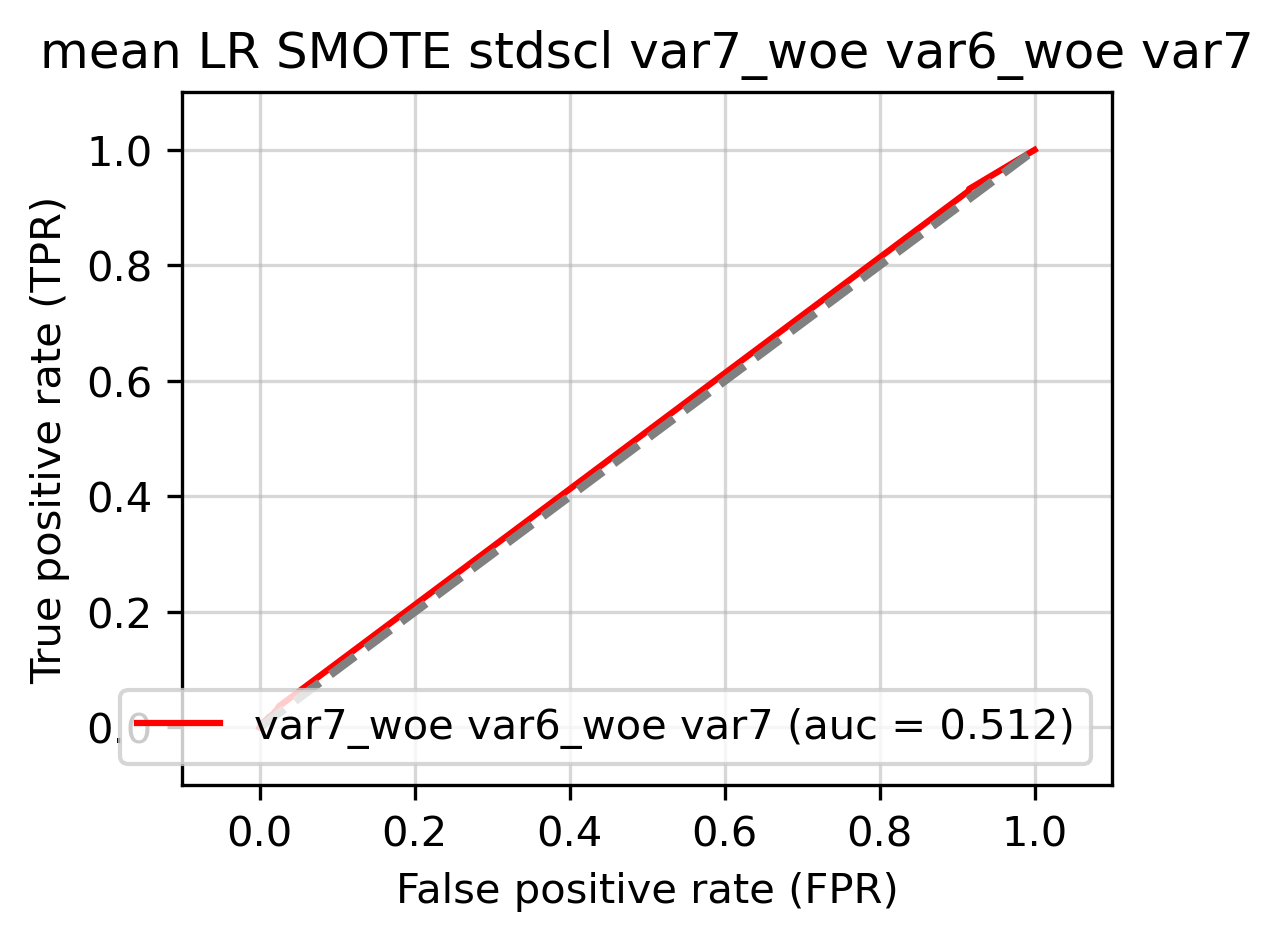 mean LR SMOTE stdscl var7_woe var6_woe var7
True positive rate (TPR)
1.0
0.8
0.6
0.4
0.2
0.0
var7_woe var6_woe var7 (auc = 0.512)
0.0 0.2 0.4 0.6 0.8 1.0
False positive rate (FPR)